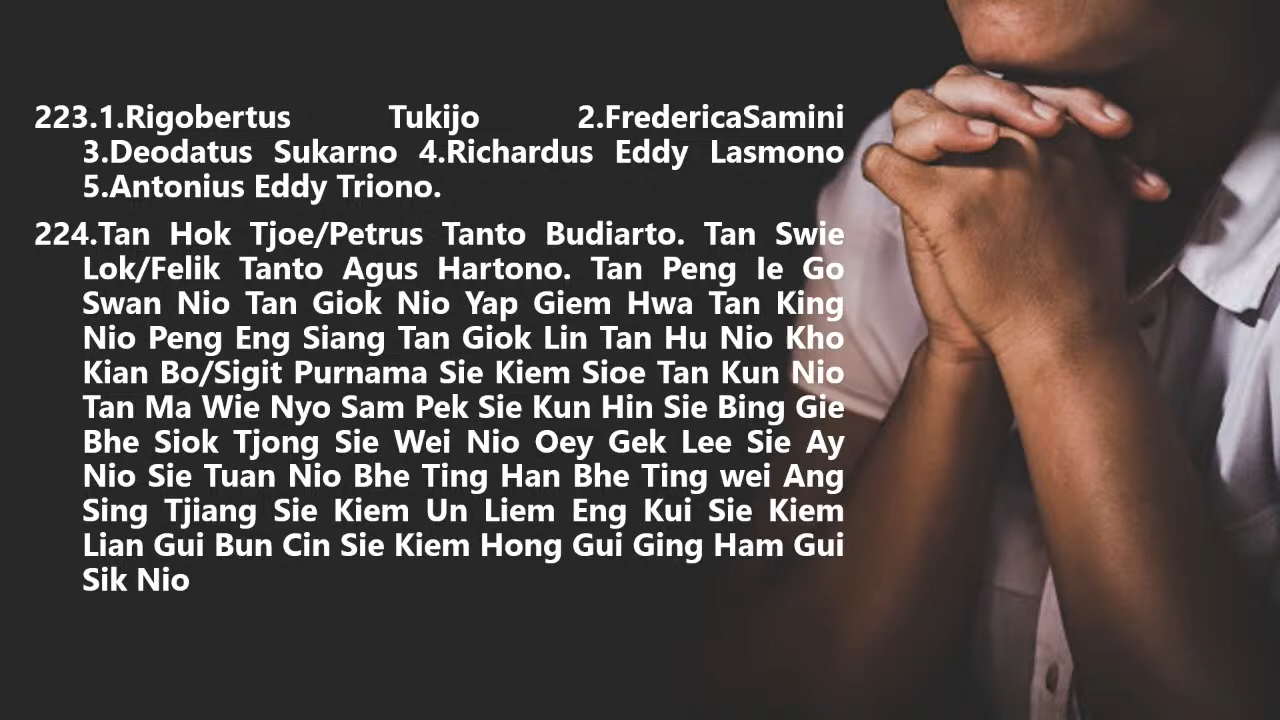 223.1.Rigobertus Tukijo 2.FredericaSamini
3.Deodatus Sukarno 4.Richardus Eddy Lasmono
5.Antonius Eddy Triono.
224.Tan Hok Tjoe/Petrus Tanto Budiarto. Tan Swie
Lok/Felik Tanto Agus Hartono. Tan Peng Ie Go
Swan Nio Tan Giok Nio Yap Giem Hwa Tan King
Nio Peng Eng Siang Tan Giok Lin Tan Hu Nio Kho
Kian Bo/Sigit Purnama Sie Kiem Sioe Tan Kun Nio
Tan Ma Wie Nyo Sam Pek Sie Kun Hin Sie Bing Gie
Bhe Siok Tjong Sie Wei Nio Oey Gek Lee Sie Ay
Nio Sie Tuan Nio Bhe Ting Han Bhe Ting wei Ang
Sing Tjiang Sie Kiem Un Liem Eng Kui Sie Kiem
Lian Gui Bun Cin Sie Kiem Hong Gui Ging Ham Gui
Sik Nio